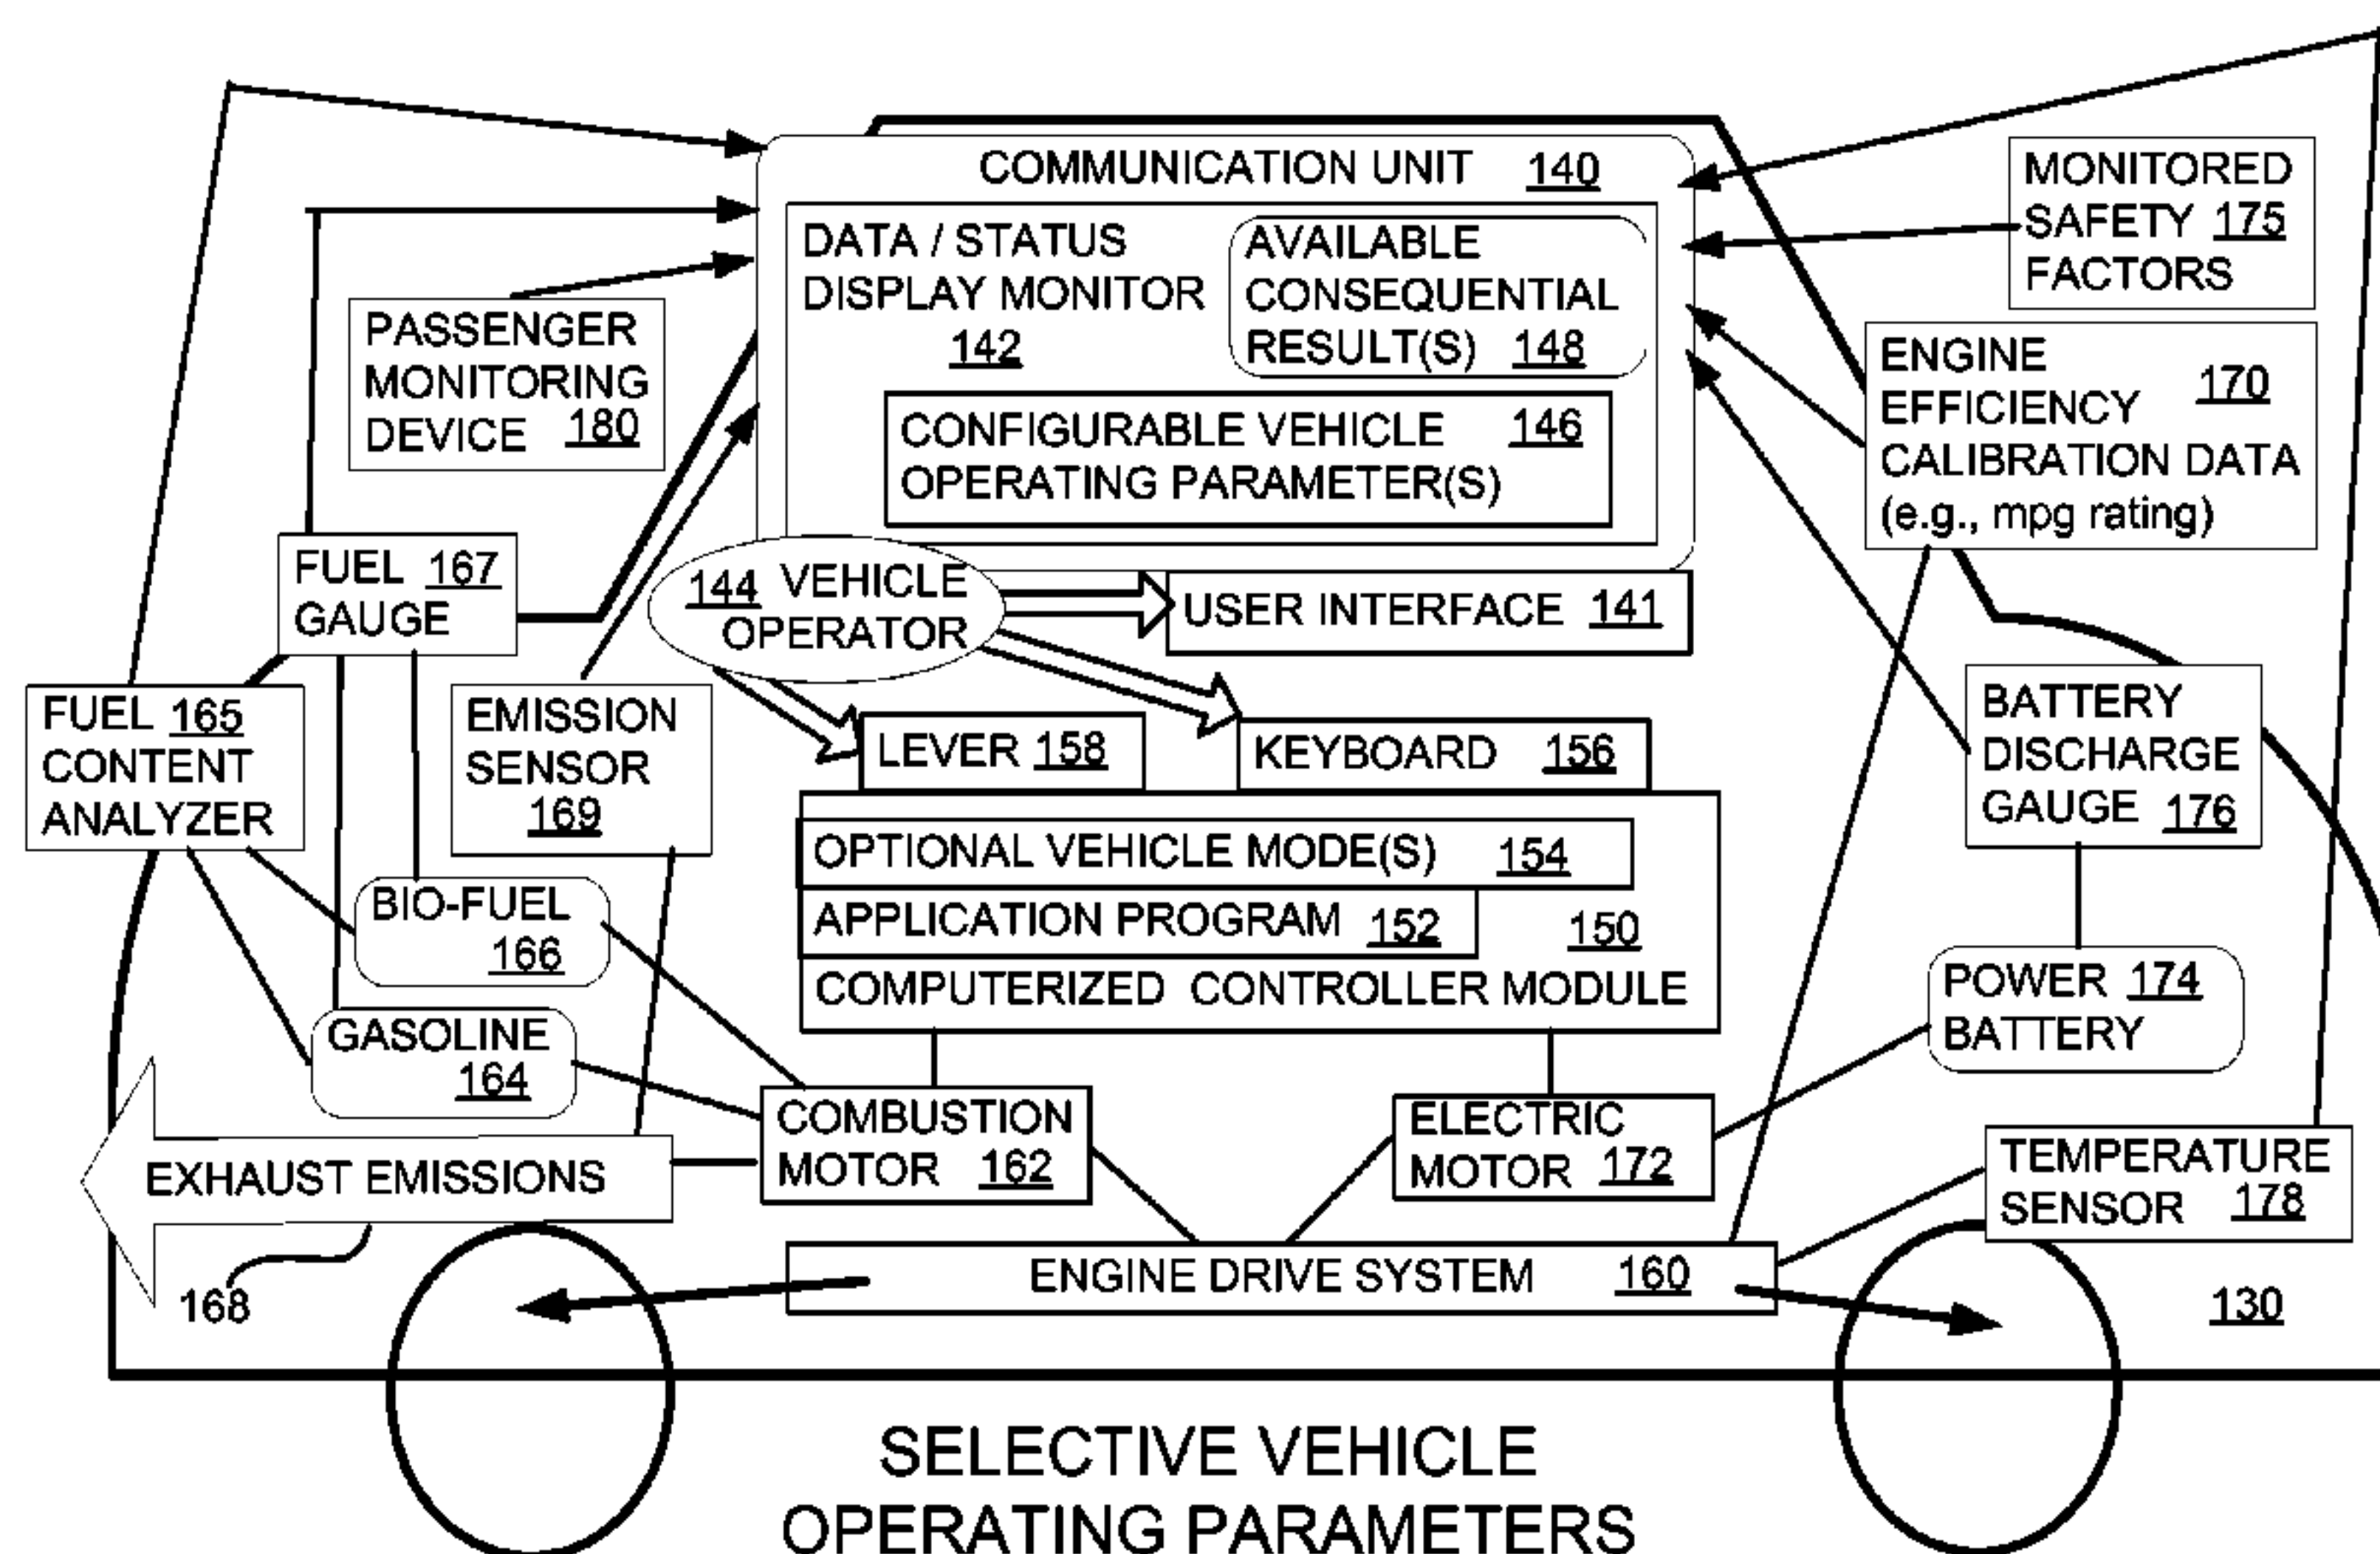 COMMUNICATION UNIT 140
DATA / STATUS
DISPLAY MONITOR
142
AVAILABLE
CONSEQUENTIAL
RESULT(S) 148
CONFIGURABLE VEHICLE 146
OPERATING PARAMETER(S)
MONITORED
SAFETY 175
FACTORS
PASSENGER
MONITORING
DEVICE 180
ENGINE
EFFICIENCY 170
CALIBRATION DATA
(e.g., mpg rating)
FUEL 167
GAUGE
144 VEHICLE
OPERATOR
USER INTERFACE 141
FUEL 165
CONTENT
ANALYZER
EMISSION
SENSOR
169
LEVER 158
KEYBOARD 156
BATTERY
DISCHARGE
GAUGE 176
OPTIONAL VEHICLE MODE(S) 154
APPLICATION PROGRAM 152
150
COMPUTERIZED CONTROLLER MODULE
BIO-FUEL
166
GASOLINE
164
POWER 174
BATTERY
COMBUSTION
MOTOR 162
ELECTRIC
MOTOR 172
EXHAUST EMISSIONS
168
TEMPERATURE
SENSOR 178
ENGINE DRIVE SYSTEM 160
130
SELECTIVE VEHICLE
OPERATING PARAMETERS